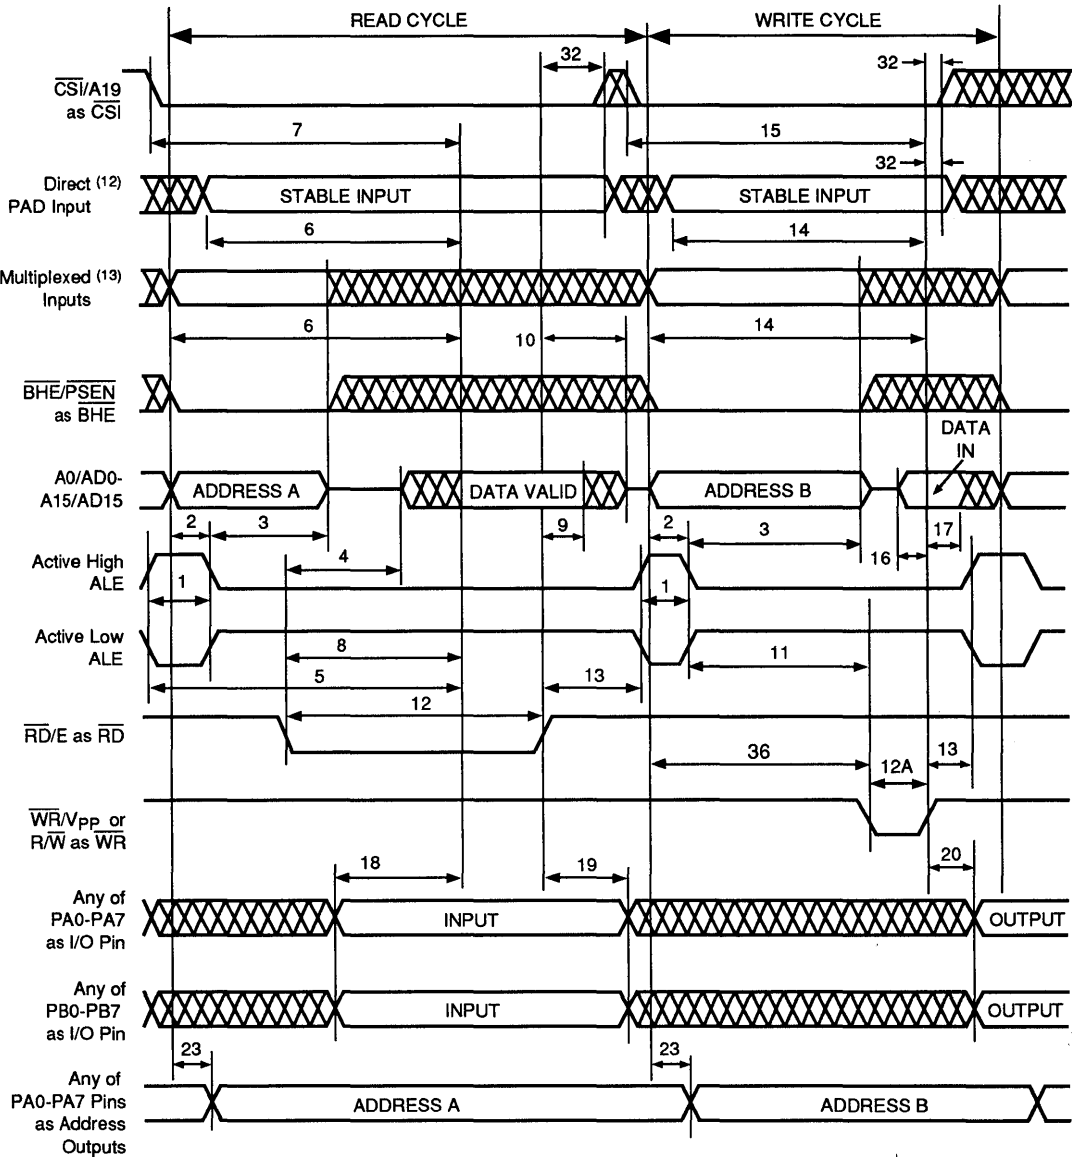 READ CYCLE WRITE CYCLE
32 32
CSI/A19
as CSI
7 15
32
Direct (12)
PAD Input
STABLE INPUT STABLE INPUT
6 14
Multiplexed (13)
Inputs
6 10 14
BHE/PSEN
as BHE
DATA
IN
A0/AD0-
A15/AD15
ADDRESS A DATA VALID ADDRESS B
2 3 9 2 3 17
4 16
Active High
ALE
1 1
Active Low
ALE
8 11
5 13
12
RD/E as RD
36 12A 13
WR/VPP or
R/W as WR
18 19 20
Any of
PA0-PA7
as I/O Pin
INPUT OUTPUT
Any of
PB0-PB7
as I/O Pin
INPUT OUTPUT
23 23
Any of
PA0-PA7 Pins
as Address
Outputs
ADDRESS A ADDRESS B